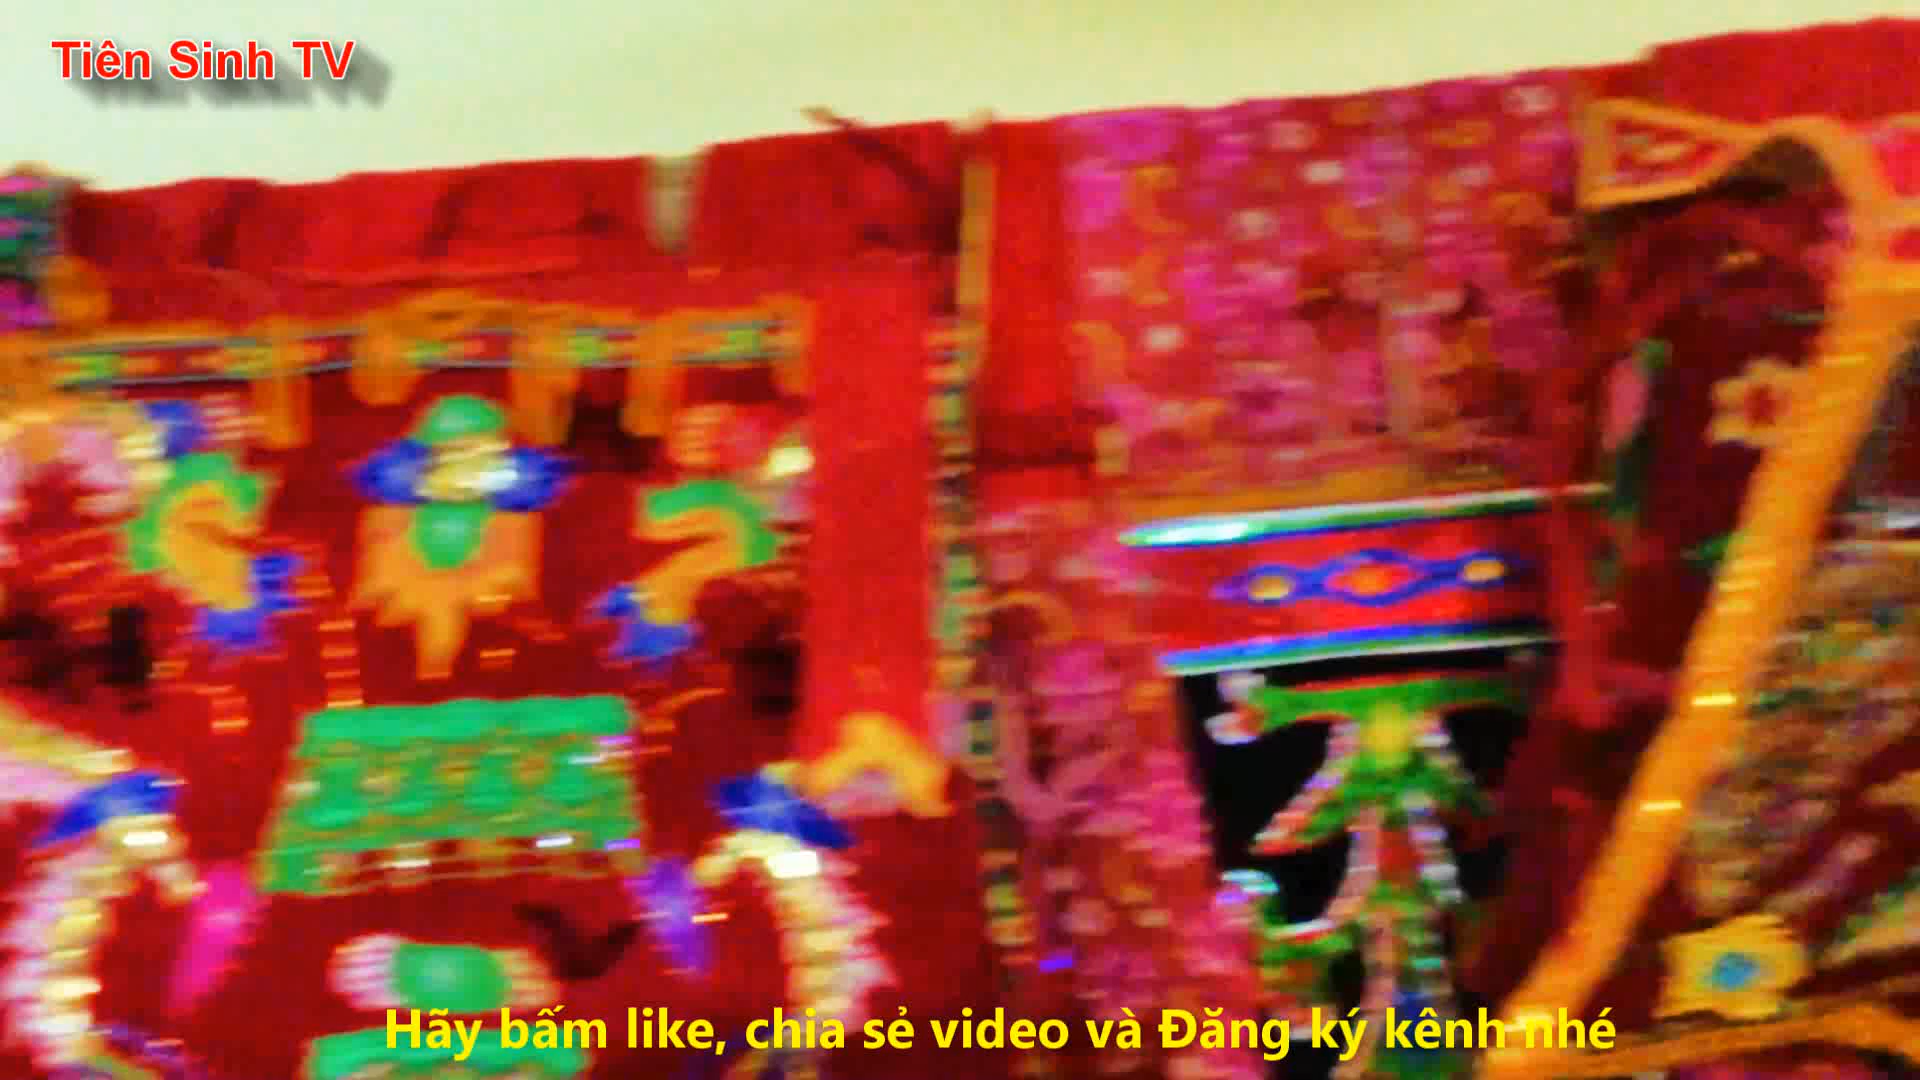 Tiên Sinh TV
Hãy bấm like, chia sẻ video và Đăng ký kênh nhé